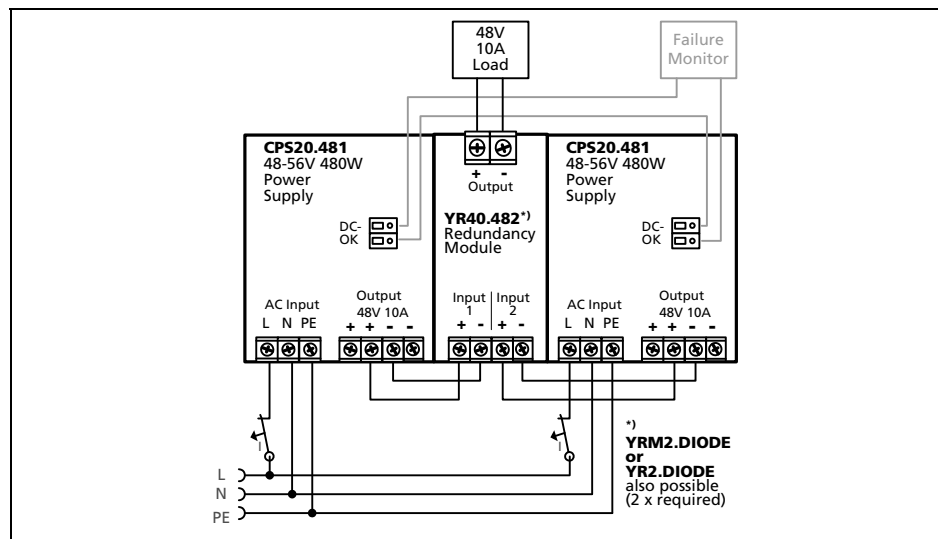 48V
10A
Load
Failure
Monitor
CPS20.481
48-56V 480W
Power
Supply
DC-
OK
AC Input
L N PE
Output
48V 10A
+ + - -
+ -
Output
YR40.482*)
Redundancy
Module
Input
1
Input
2
+ - + -
CPS20.481
48-56V 480W
Power
Supply
DC-
OK
AC Input
L N PE
Output
48V 10A
+ + - -
I
I
L
N
PE
*)
YRM2.DIODE
or
YR2.DIODE
also possible
(2 x required)